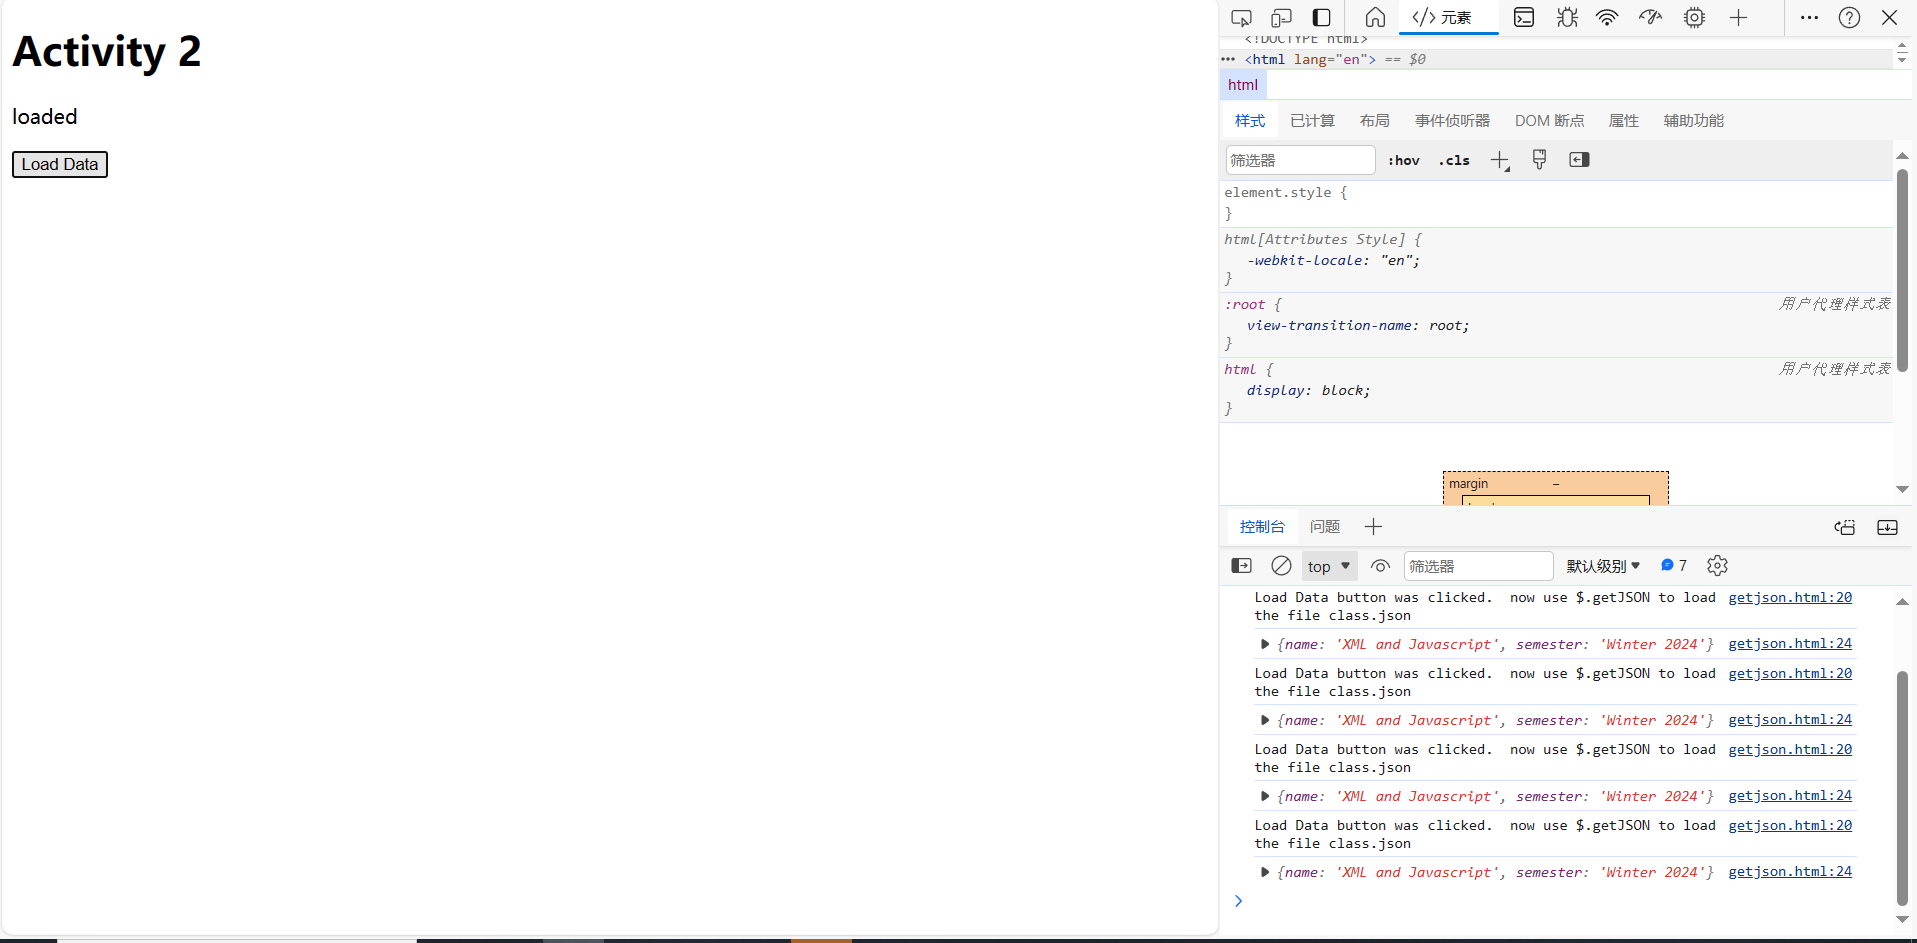 Activity 2
loaded
Load Data
元素
<!DOCTYPE html>
••• <html lang="en"> == $0
html
样式 已计算 布局 事件侦听器 DOM 断点 属性 辅助功能
筛选器 :hov .cls
element.style {
}
html[Attributes Style] {
-webkit-locale: "en";
}
:root { 用户代理样式表
view-transition-name: root;
}
html { 用户代理样式表
display: block;
}
margin –
控制台 问题
top 筛选器 默认级别 7
Load Data button was clicked.  now use $.getJSON to load getjson.html:20
the file class.json
{name: 'XML and Javascript', semester: 'Winter 2024'} getjson.html:24
Load Data button was clicked.  now use $.getJSON to load getjson.html:20
the file class.json
{name: 'XML and Javascript', semester: 'Winter 2024'} getjson.html:24
Load Data button was clicked.  now use $.getJSON to load getjson.html:20
the file class.json
{name: 'XML and Javascript', semester: 'Winter 2024'} getjson.html:24
Load Data button was clicked.  now use $.getJSON to load getjson.html:20
the file class.json
{name: 'XML and Javascript', semester: 'Winter 2024'} getjson.html:24